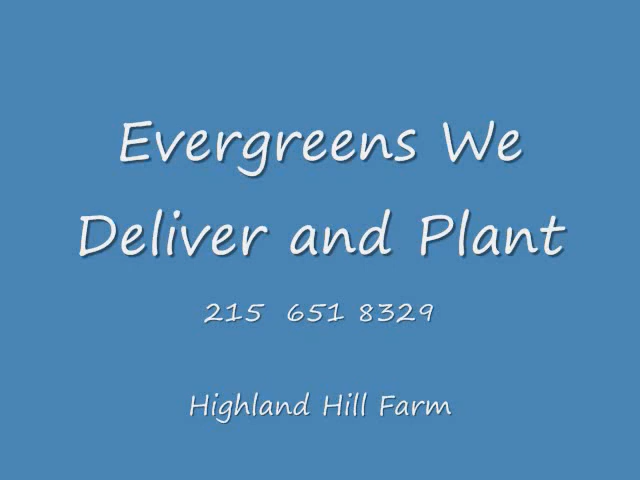 Evergreens We
Deliver and Plant
215  651 8329
Highland Hill Farm